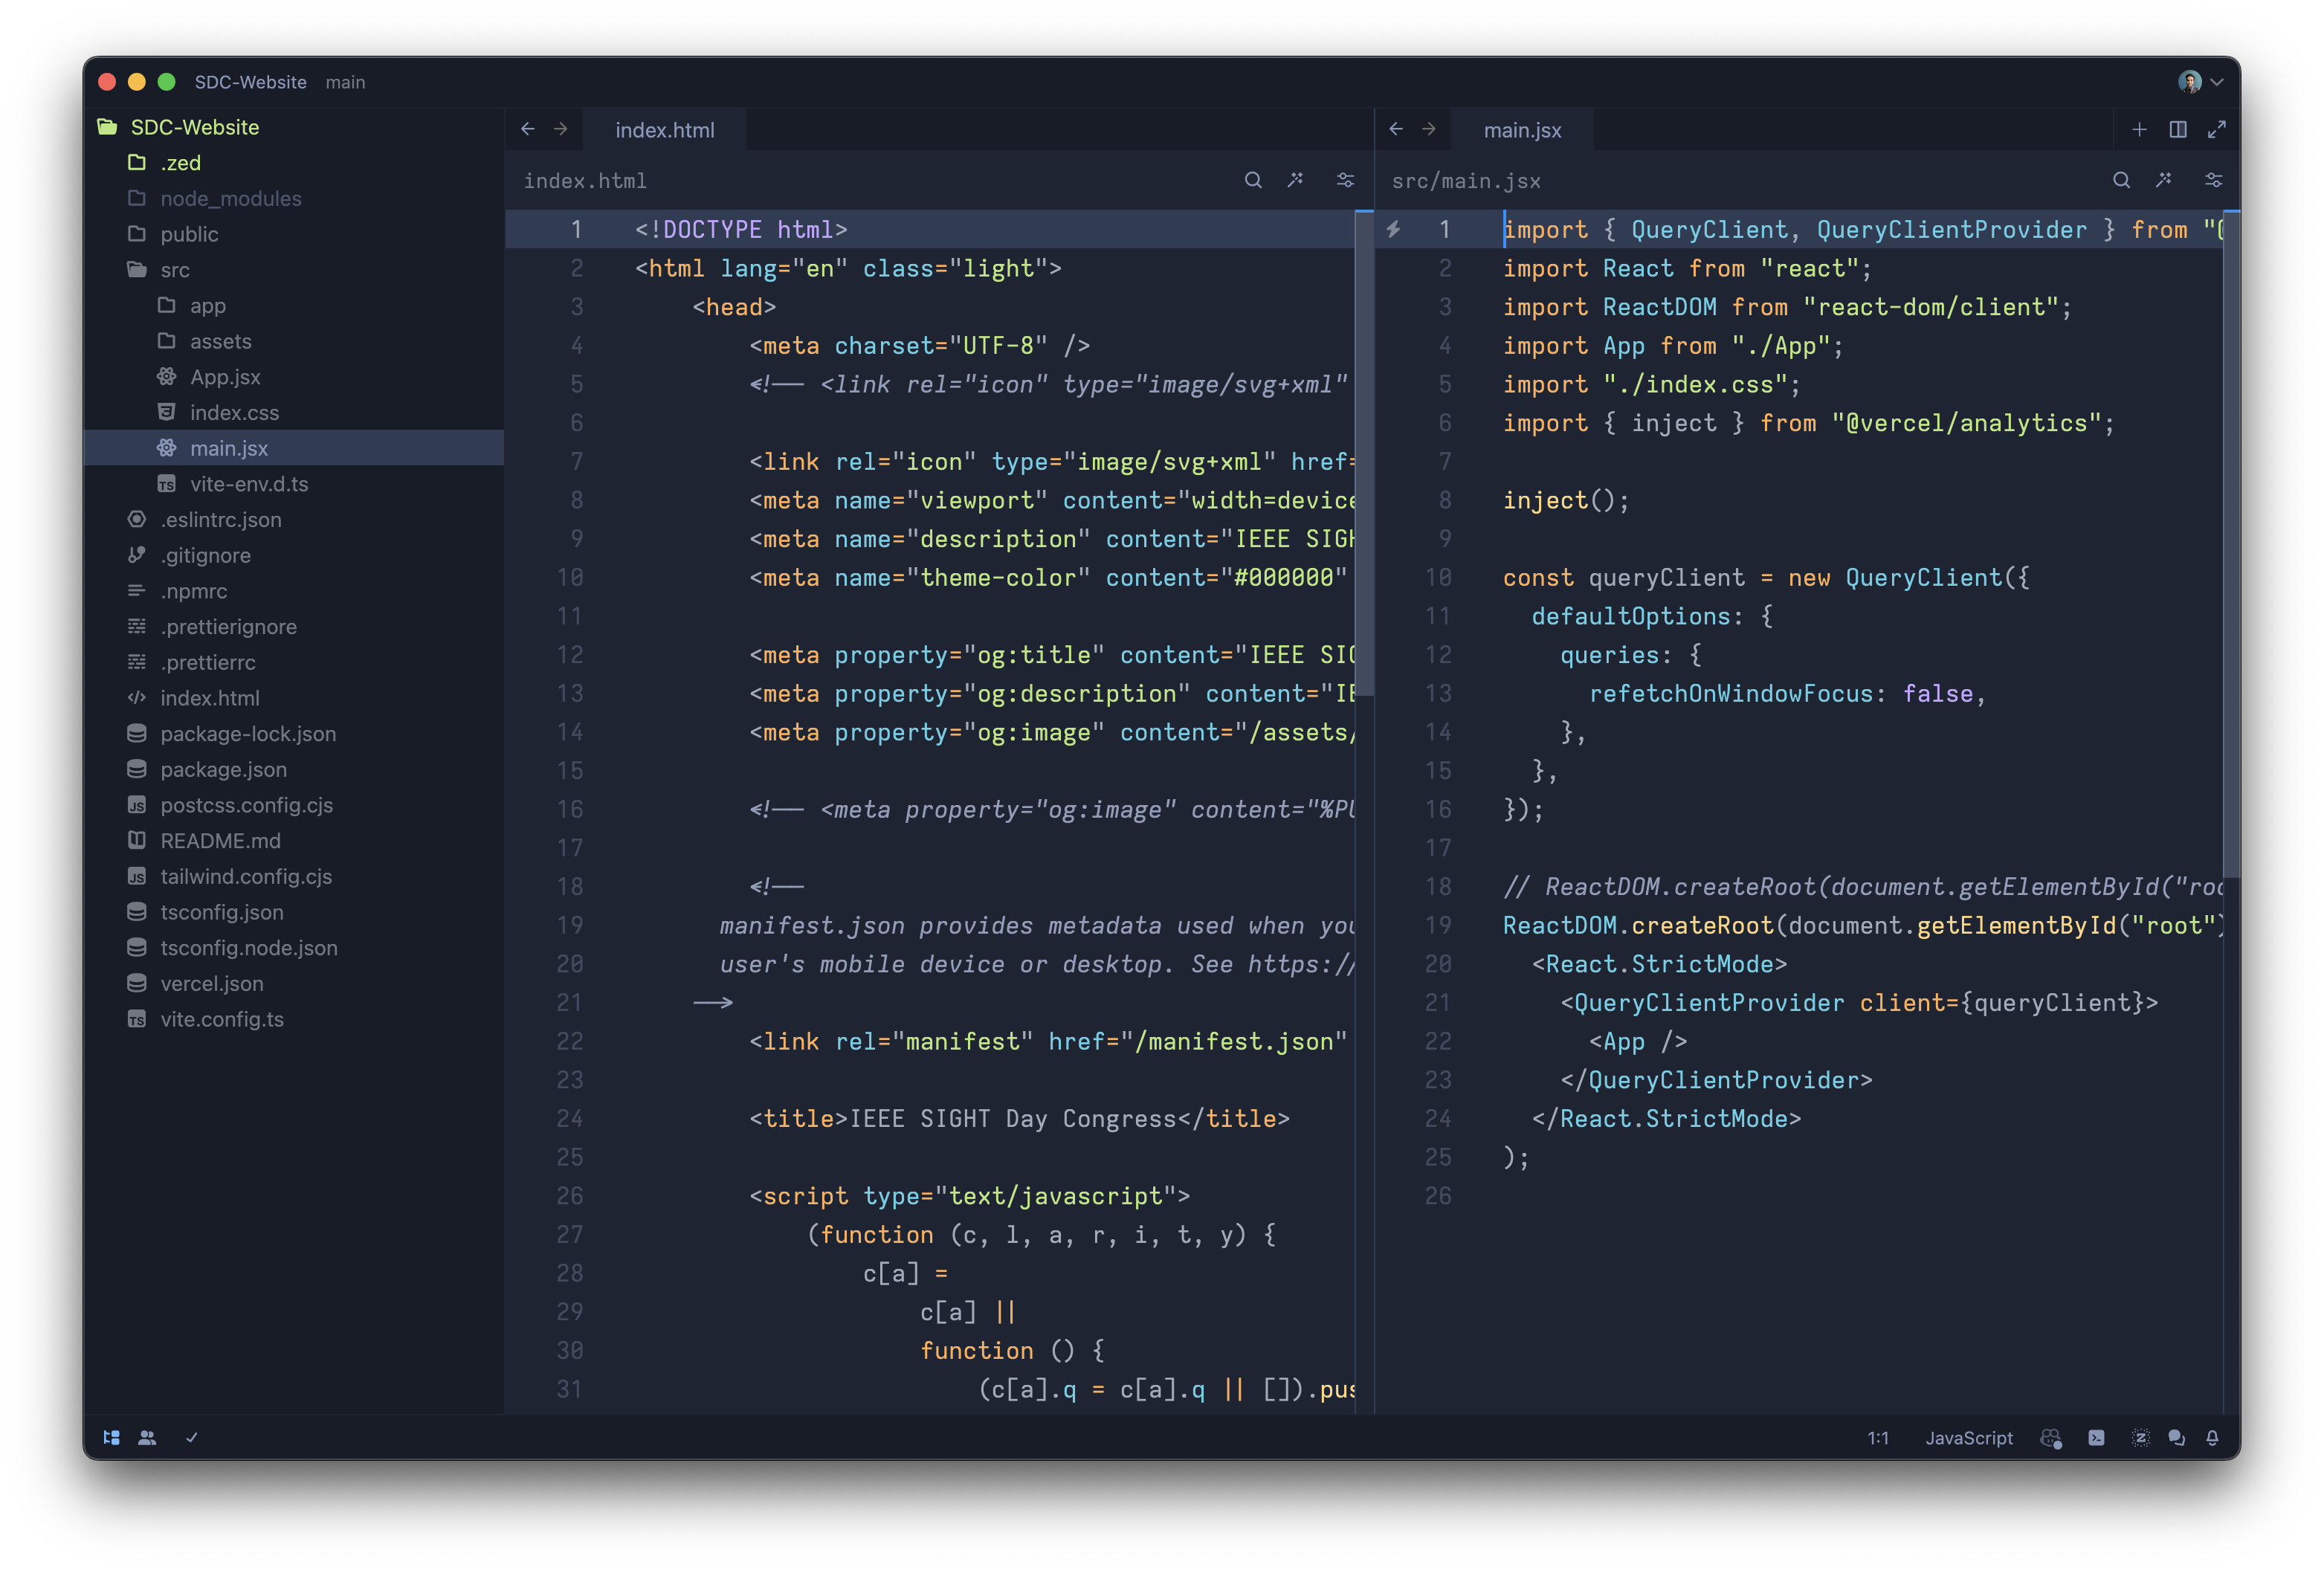 SDC-Website main
SDC-Website
.zed
node_modules
public
src
app
assets
App.jsx
index.css
main.jsx
vite-env.d.ts
.eslintrc.json
.gitignore
.npmrc
.prettierignore
.prettierrc
index.html
package-lock.json
package.json
postcss.config.cjs
README.md
tailwind.config.cjs
tsconfig.json
tsconfig.node.json
vercel.json
vite.config.ts
index.html
index.html
1 <!DOCTYPE html>
2 <html lang="en" class="light">
3 <head>
4 <meta charset="UTF-8" />
5 <!-- <link rel="icon" type="image/svg+xml"
6
7 <link rel="icon" type="image/svg+xml" href=
8 <meta name="viewport" content="width=device
9 <meta name="description" content="IEEE SIGH
10 <meta name="theme-color" content="#000000"
11
12 <meta property="og:title" content="IEEE SIG
13 <meta property="og:description" content="IE
14 <meta property="og:image" content="/assets/
15
16 <!-- <meta property="og:image" content="%PU
17
18 <!--
19 manifest.json provides metadata used when you
20 user's mobile device or desktop. See https://
21 -->
22 <link rel="manifest" href="/manifest.json"
23
24 <title>IEEE SIGHT Day Congress</title>
25
26 <script type="text/javascript">
27 (function (c, l, a, r, i, t, y) {
28 c[a] =
29 c[a] ||
30 function () {
31 (c[a].q = c[a].q || []).pus
main.jsx
src/main.jsx
1 import { QueryClient, QueryClientProvider } from "@
2 import React from "react";
3 import ReactDOM from "react-dom/client";
4 import App from "./App";
5 import "./index.css";
6 import { inject } from "@vercel/analytics";
7
8 inject();
9
10 const queryClient = new QueryClient({
11 defaultOptions: {
12 queries: {
13 refetchOnWindowFocus: false,
14 },
15 },
16 });
17
18 // ReactDOM.createRoot(document.getElementById("roo
19 ReactDOM.createRoot(document.getElementById("root")
20 <React.StrictMode>
21 <QueryClientProvider client={queryClient}>
22 <App />
23 </QueryClientProvider>
24 </React.StrictMode>
25 );
26
1:1 JavaScript